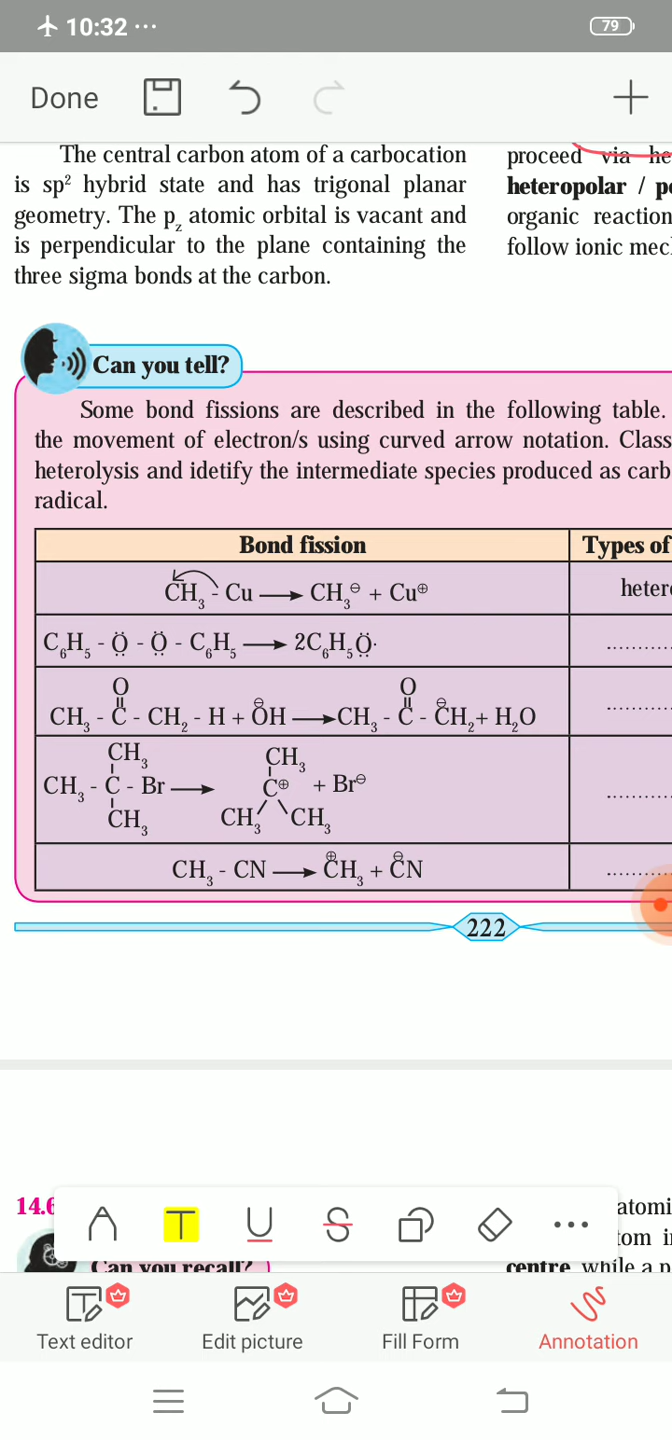 10:32 ...
79
Done
The central carbon atom of a carbocation
is sp² hybrid state and has trigonal planar
geometry. The p_z atomic orbital is vacant and
is perpendicular to the plane containing the
three sigma bonds at the carbon.
proceed via he
heteropolar / po
organic reaction
follow ionic mecl
Can you tell?
Some bond fissions are described in the following table.
the movement of electron/s using curved arrow notation. Class
heterolysis and idetify the intermediate species produced as carb
radical.
Bond fission
Types of
CH₃ - Cu ⟶ CH₃⊖ + Cu⊕
heter
C₆H₅ - Ö - Ö - C₆H₅ ⟶ 2C₆H₅Ö·
..........
O O
CH₃ - C - CH₂ - H + ⊖OH ⟶ CH₃ - C - ⊖CH₂ + H₂O
..........
CH₃ CH₃
CH₃ - C - Br ⟶ C⊕ + Br⊖
CH₃ CH₃ CH₃
..........
CH₃ - CN ⟶ ⊕CH₃ + ⊖CN
..........
222
14.6
atomi
tom i
Can you recall?
centre while a p
T
U
S
...
Text editor
Edit picture
Fill Form
Annotation